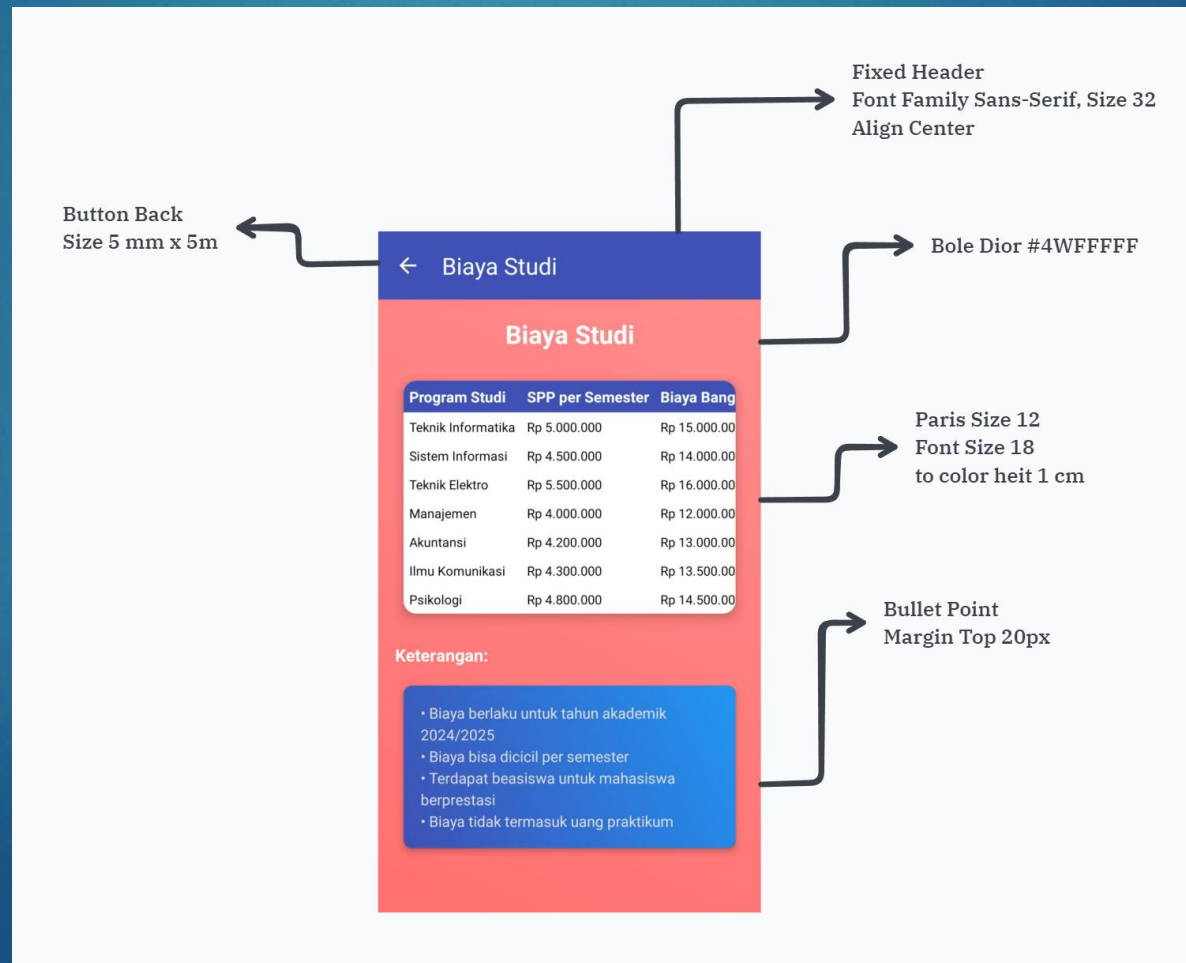 Fixed Header
Font Family Sans-Serif, Size 32
Align Center
Button Back
Size 5 mm x 5m
Bole Dior #4WFFFFF
← Biaya Studi
Biaya Studi
Program Studi SPP per Semester Biaya Bang
Teknik Informatika Rp 5.000.000 Rp 15.000.00
Sistem Informasi Rp 4.500.000 Rp 14.000.00
Teknik Elektro Rp 5.500.000 Rp 16.000.00
Manajemen Rp 4.000.000 Rp 12.000.00
Akuntansi Rp 4.200.000 Rp 13.000.00
Ilmu Komunikasi Rp 4.300.000 Rp 13.500.00
Psikologi Rp 4.800.000 Rp 14.500.00
Paris Size 12
Font Size 18
to color heit 1 cm
Bullet Point
Margin Top 20px
Keterangan:
• Biaya berlaku untuk tahun akademik
2024/2025
• Biaya bisa dicicil per semester
• Terdapat beasiswa untuk mahasiswa
berprestasi
• Biaya tidak termasuk uang praktikum